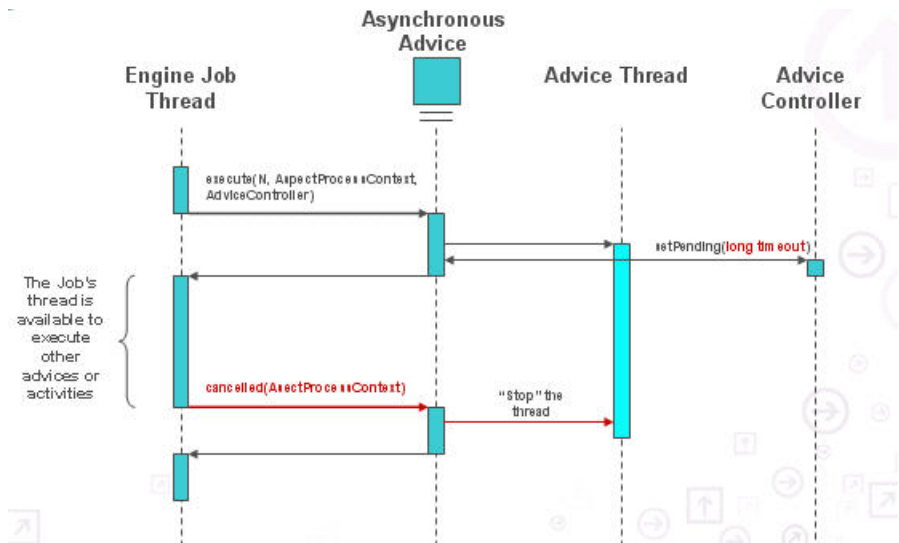 Asynchronous
Advice
Engine Job
Thread
Advice Thread
Advice
Controller
execute(N, AspectProcessContext,
AdviceController)
setPending(long timeout)
The Job's
thread is
available to
execute
other
advices or
activities
cancelled(AsectProcessContext)
"Stop" the
thread